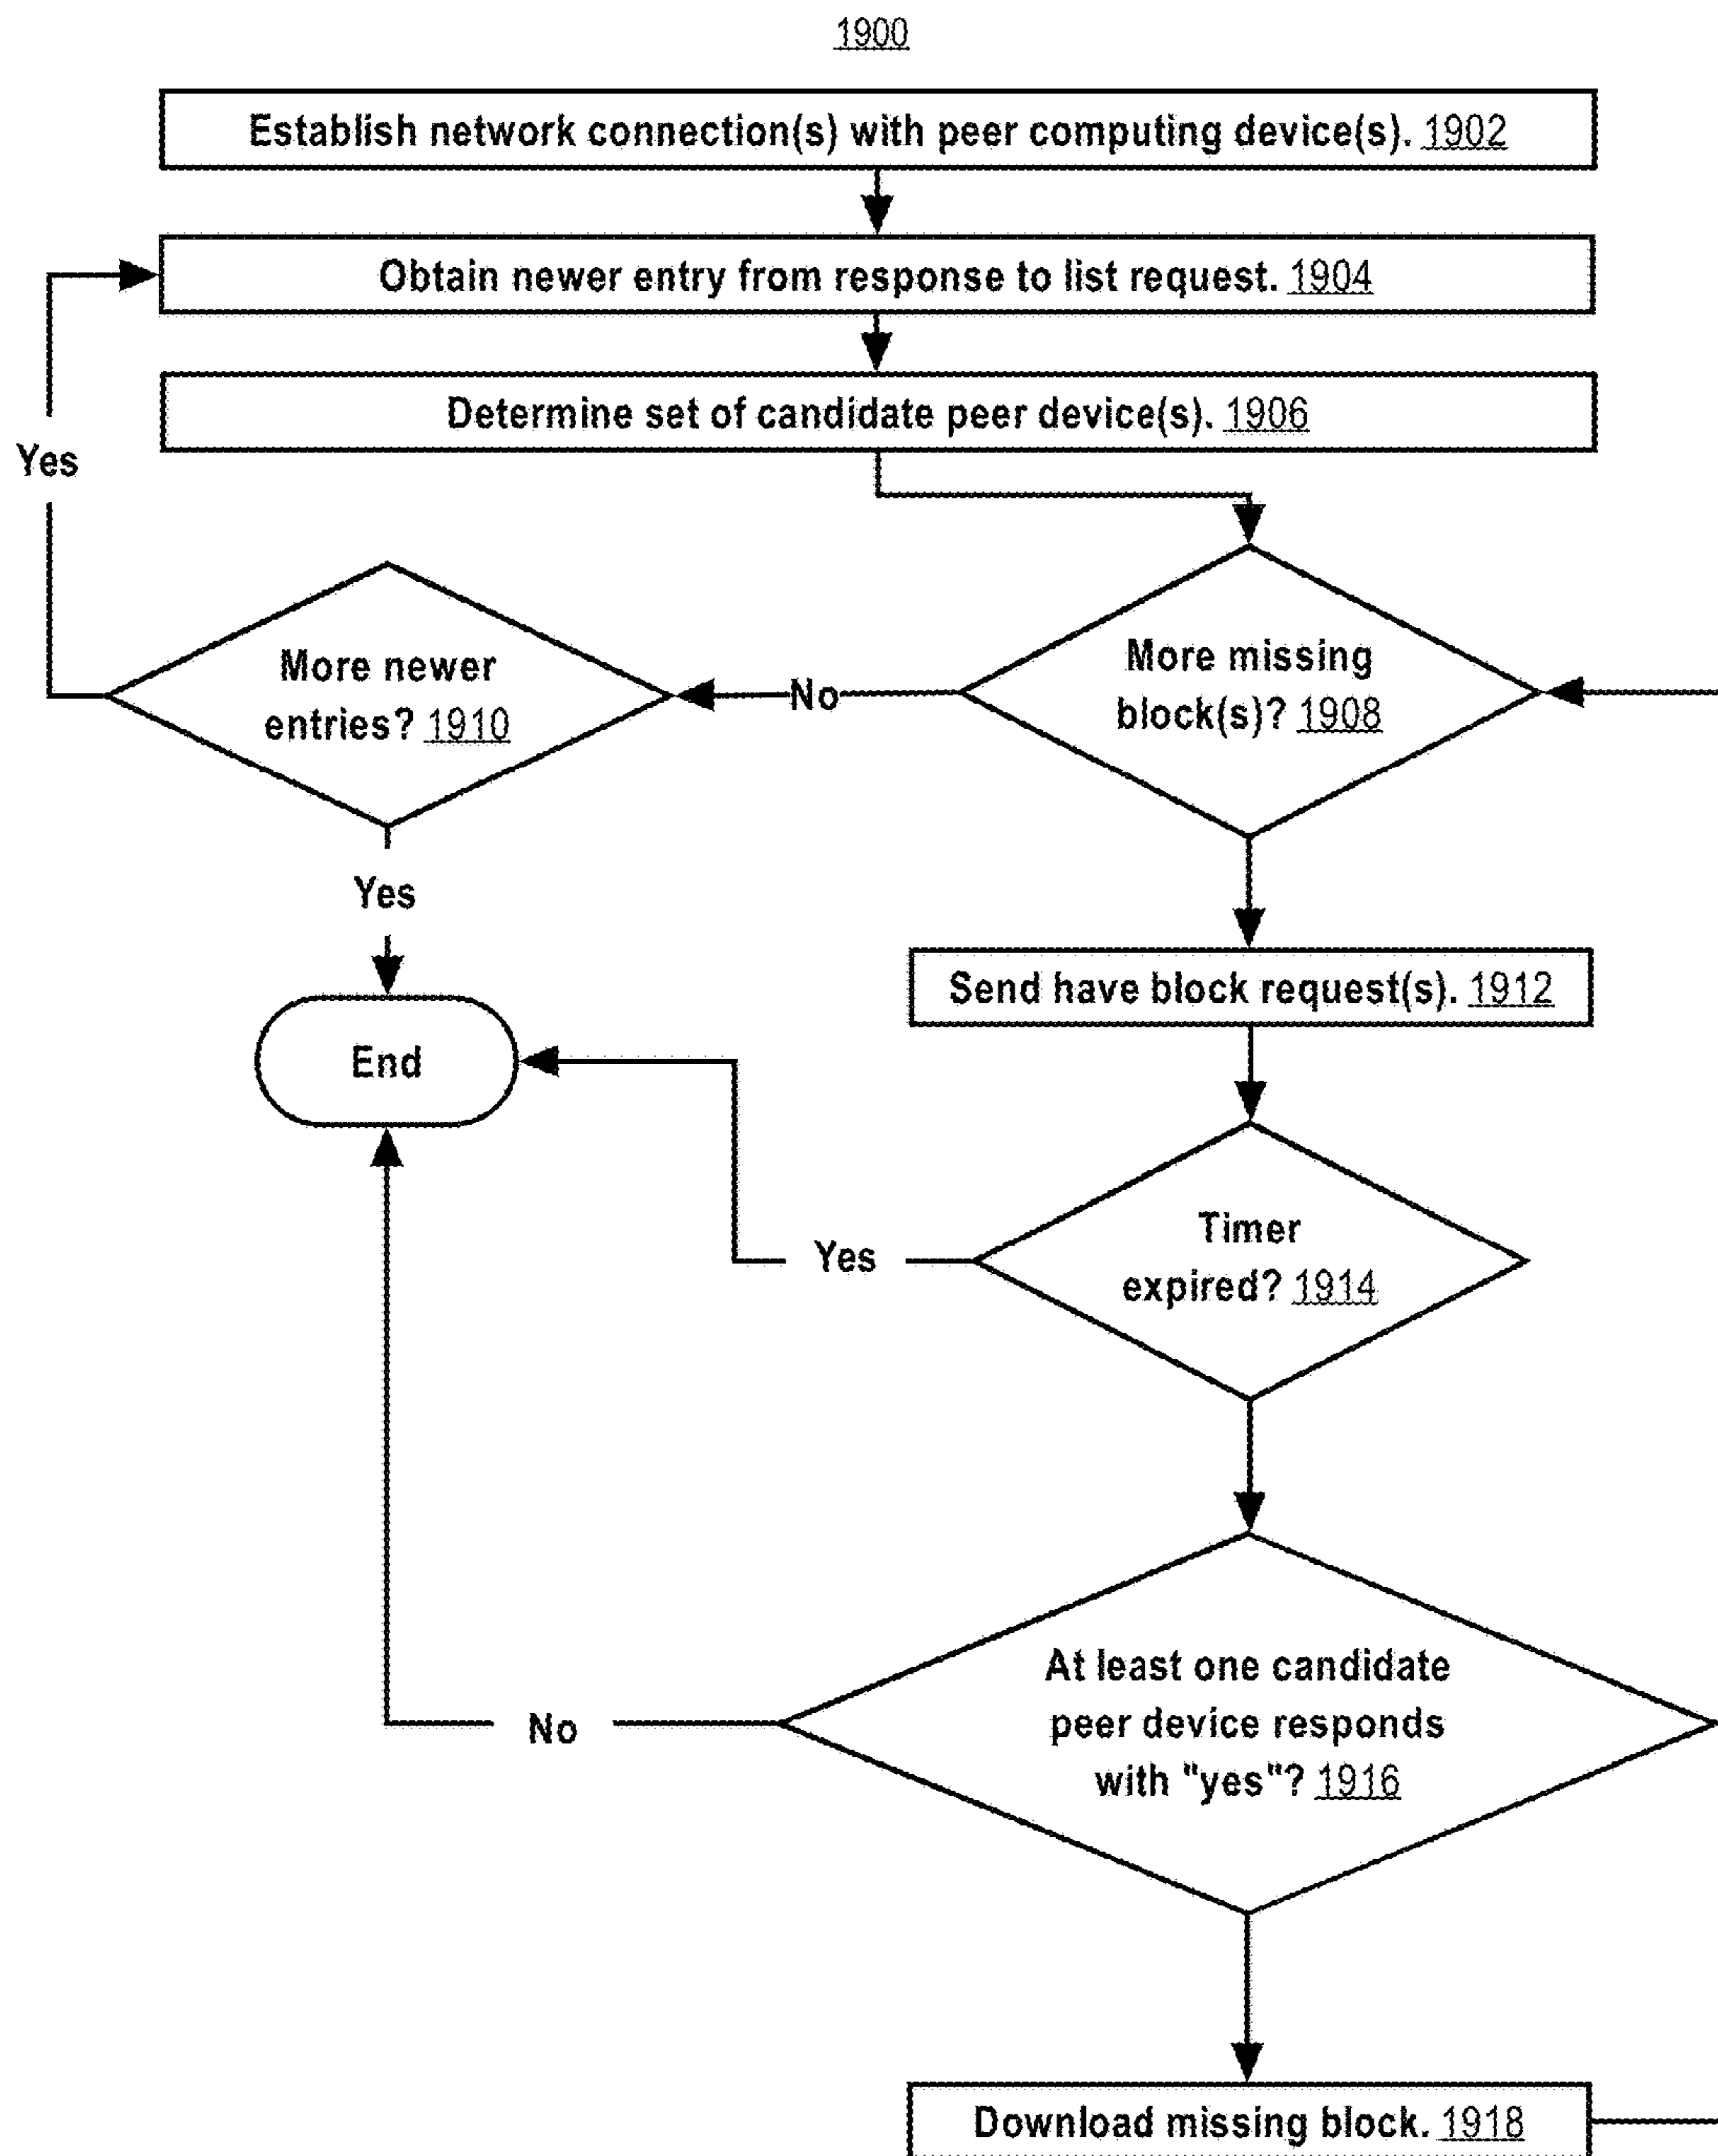 1900
Establish network connection(s) with peer computing device(s). 1902
Obtain newer entry from response to list request. 1904
Determine set of candidate peer device(s). 1906
Yes
More newer
entries? 1910
No
More missing
block(s)? 1908
Yes
Send have block request(s). 1912
End
Yes
Timer
expired? 1914
No
At least one candidate
peer device responds
with "yes"? 1916
Download missing block. 1918